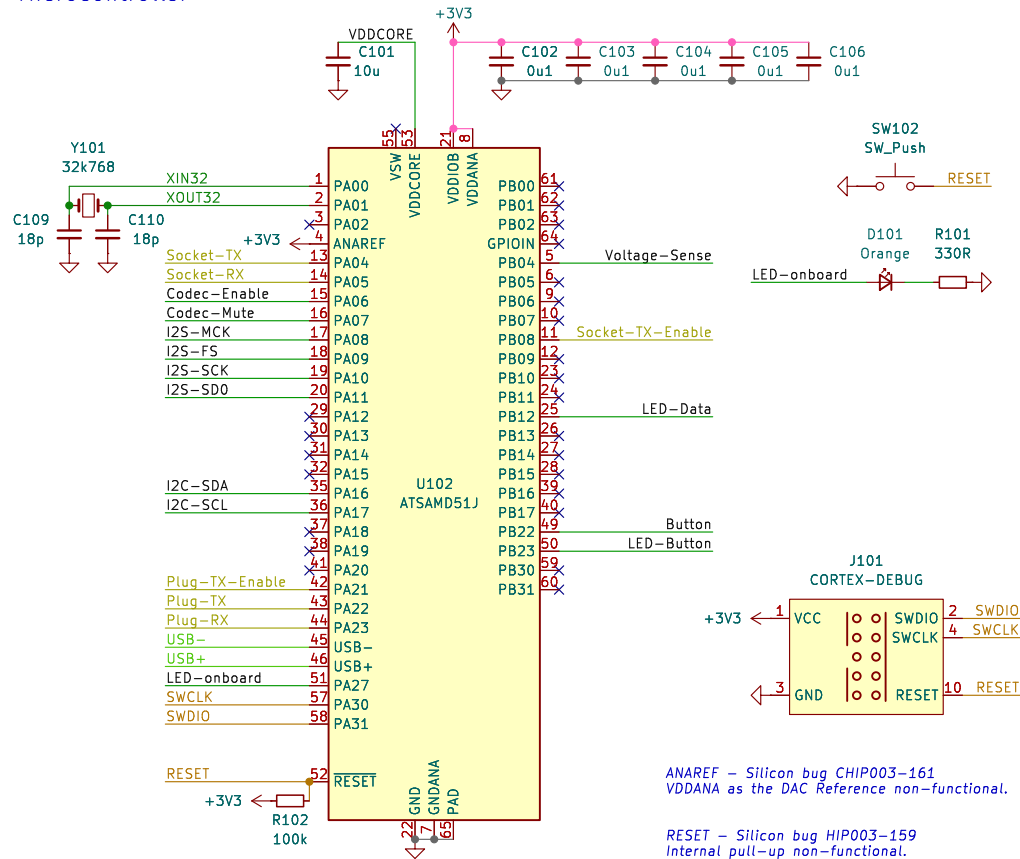 +3V3
VDDCORE
C101
10u
C102
0u1
C103
0u1
C104
0u1
C105
0u1
C106
0u1
55
53
21
8
VSW
VDDCORE
VDDIOB
VDDANA
Y101
32k768
XIN32
XOUT32
C109
18p
C110
18p
+3V3
1 PA00
2 PA01
3 PA02
4 ANAREF
Socket-TX 13 PA04
Socket-RX 14 PA05
Codec-Enable 15 PA06
Codec-Mute 16 PA07
I2S-MCK 17 PA08
I2S-FS 18 PA09
I2S-SCK 19 PA10
I2S-SDO 20 PA11
29 PA12
30 PA13
31 PA14
32 PA15
I2C-SDA 35 PA16
I2C-SCL 36 PA17
37 PA18
38 PA19
41 PA20
Plug-TX-Enable 42 PA21
Plug-TX 43 PA22
Plug-RX 44 PA23
USB- 45 USB-
USB+ 46 USB+
LED-onboard 51 PA27
SWCLK 57 PA30
SWDIO 58 PA31
RESET 52 RESET
+3V3
R102
100k
U102
ATSAMD51J
PB00 61
PB01 62
PB02 63
GPIOIN 64
PB04 5 Voltage-Sense
PB05 6
PB06 9
PB07 10
PB08 11 Socket-TX-Enable
PB09 12
PB10 23
PB11 24
PB12 25 LED-Data
PB13 26
PB14 27
PB15 28
PB16 39
PB17 40
PB22 49 Button
PB23 50 LED-Button
PB30 59
PB31 60
GND
GNDANA
PAD
22
7
65
SW102
SW_Push
RESET
D101
Orange
R101
330R
LED-onboard
J101
CORTEX-DEBUG
+3V3 1 VCC SWDIO 2 SWDIO
SWCLK 4 SWCLK
3 GND RESET 10 RESET
ANAREF - Silicon bug CHIP003-161
VDDANA as the DAC Reference non-functional.
RESET - Silicon bug HIP003-159
Internal pull-up non-functional.